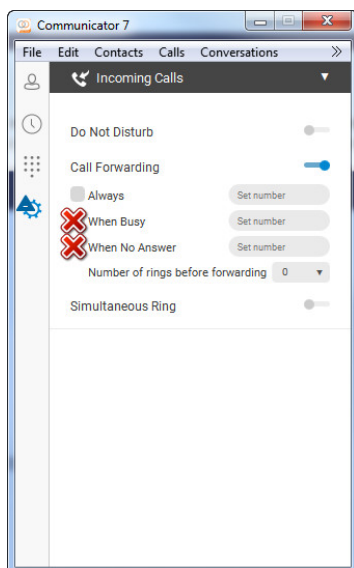 Communicator 7
File Edit Contacts Calls Conversations
Incoming Calls
Do Not Disturb
Call Forwarding
Always Set number
When Busy Set number
When No Answer Set number
Number of rings before forwarding 0
Simultaneous Ring